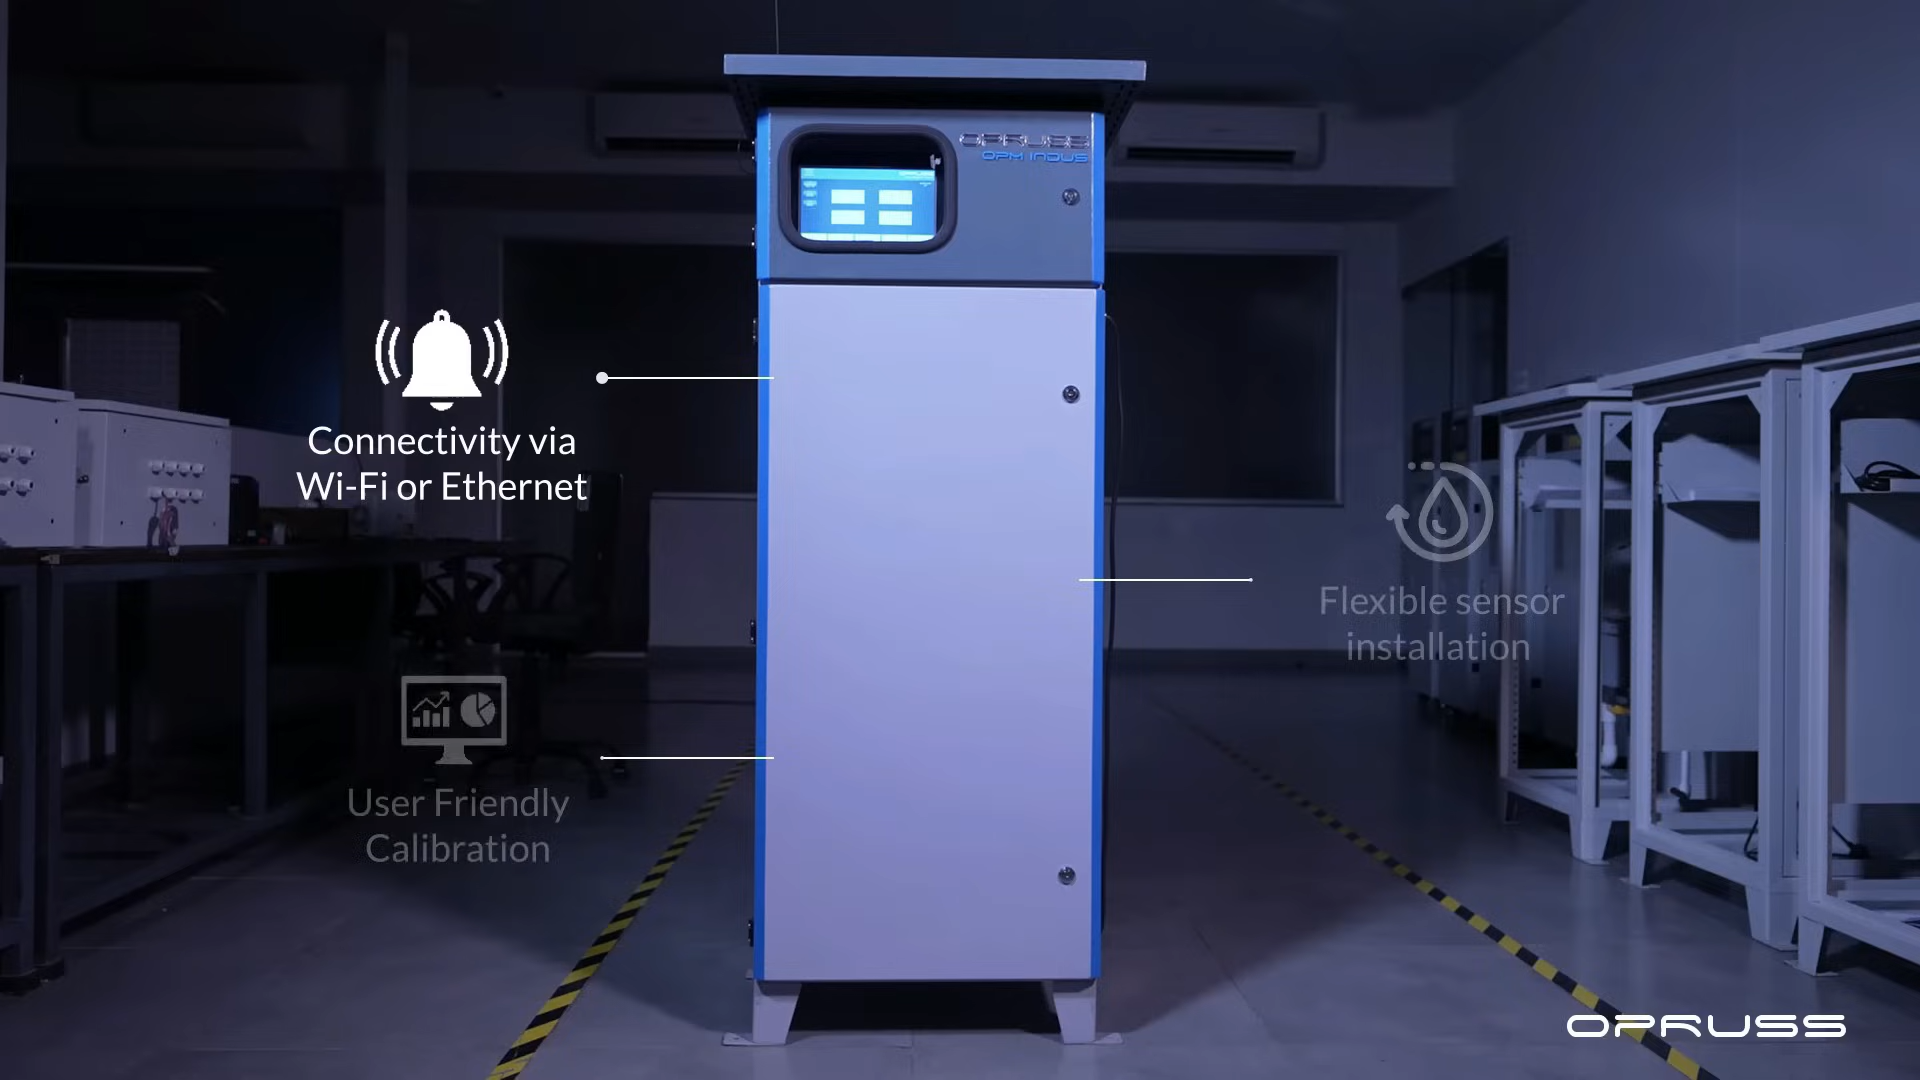 OPRUSS
OPM INDUS
Connectivity via
Wi-Fi or Ethernet
Flexible sensor
installation
User Friendly
Calibration
OPRUSS